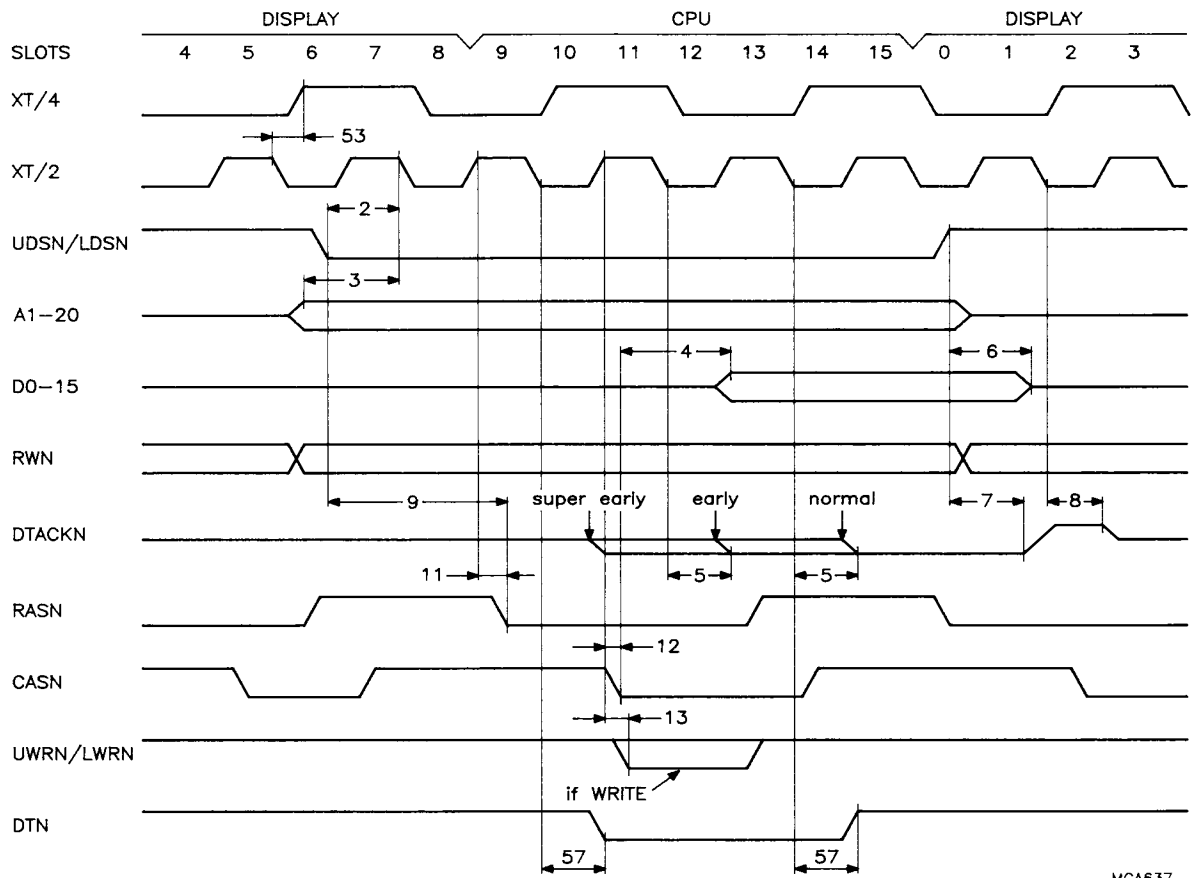 DISPLAY CPU DISPLAY
SLOTS 4 5 6 7 8 9 10 11 12 13 14 15 0 1 2 3
XT/4
53
XT/2
2
UDSN/LDSN
3
A1-20
4 6
D0-15
RWN
9 super early early normal 7 8
DTACKN
11 5 5
RASN
12
CASN
13
UWRN/LWRN
if WRITE
DTN
57 57
MCA637